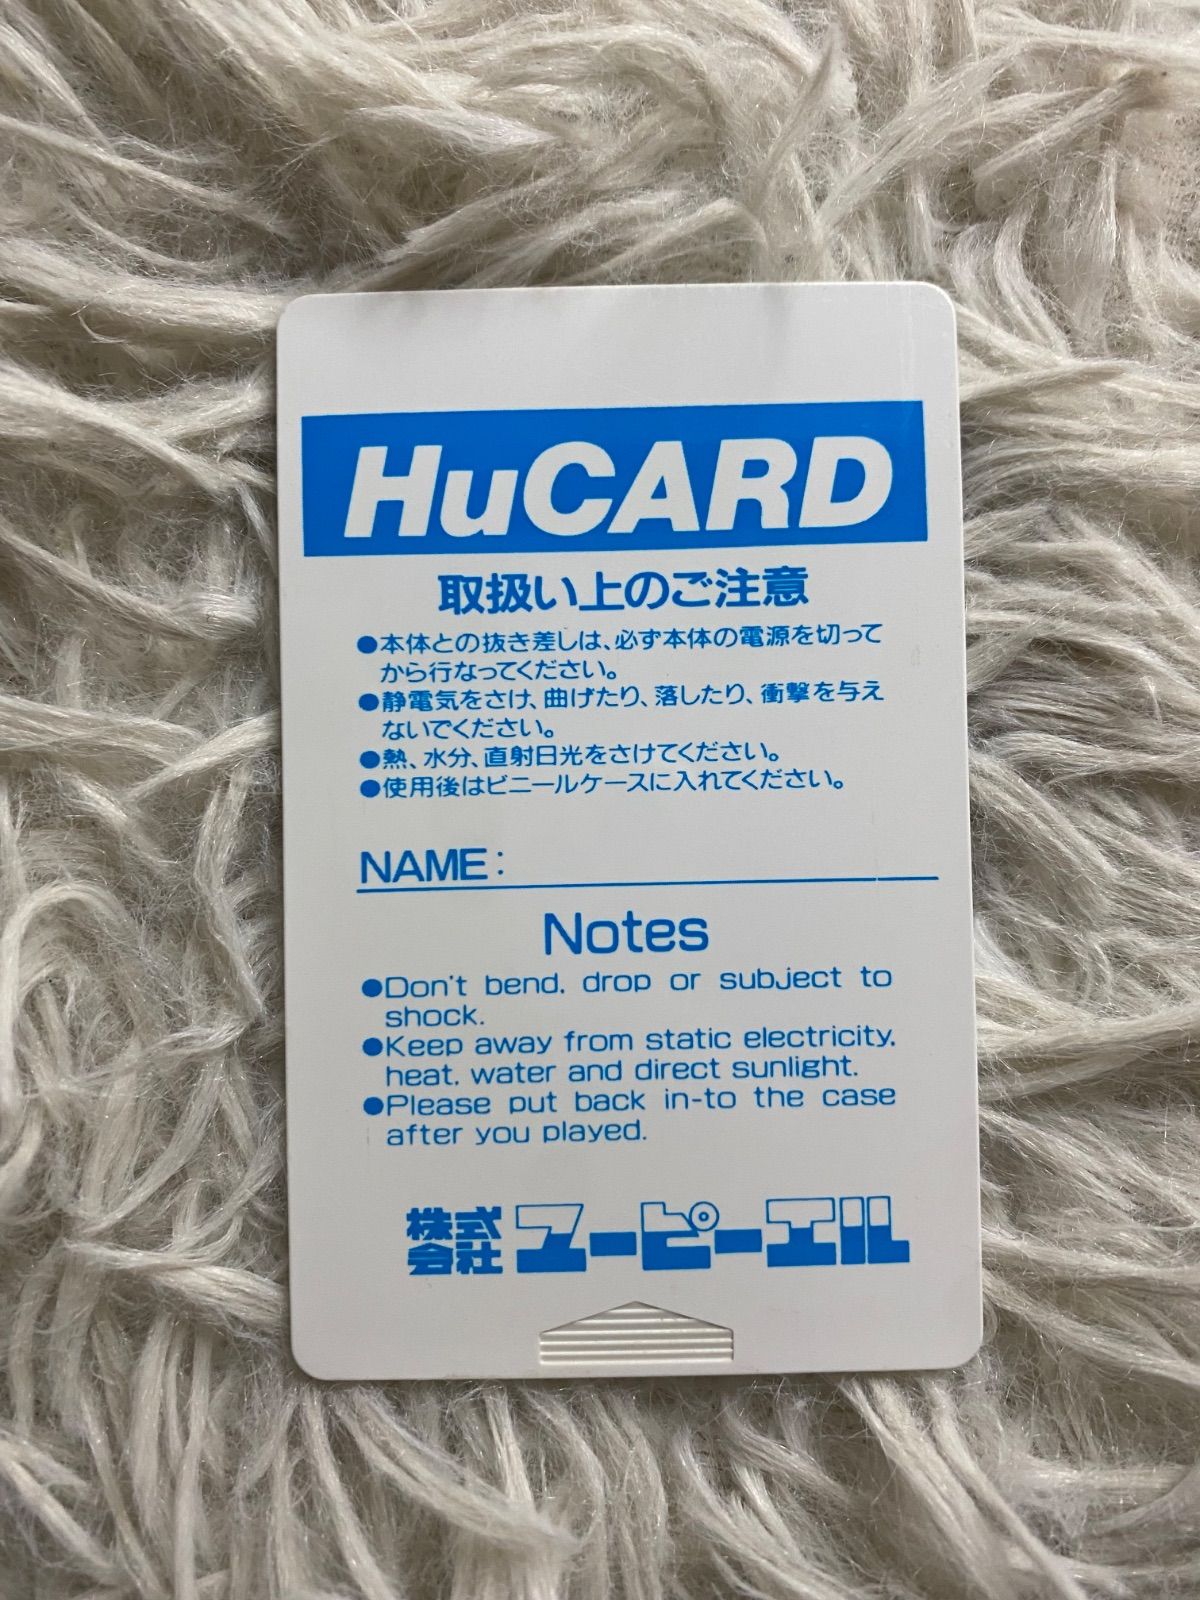 HuCARD
取扱い上のご注意
●本体との抜き差しは、必ず本体の電源を切って
から行なってください。
●静電気をさけ、曲げたり、落したり、衝撃を与え
ないでください。
●熱、水分、直射日光をさけてください。
●使用後はビニールケースに入れてください。
NAME:
Notes
●Don't bend. drop or subject to
shock.
●Keep away from static electricity.
heat. water and direct sunlight.
●Please put back in-to the case
after you played.
株式会社 ユーピーエル